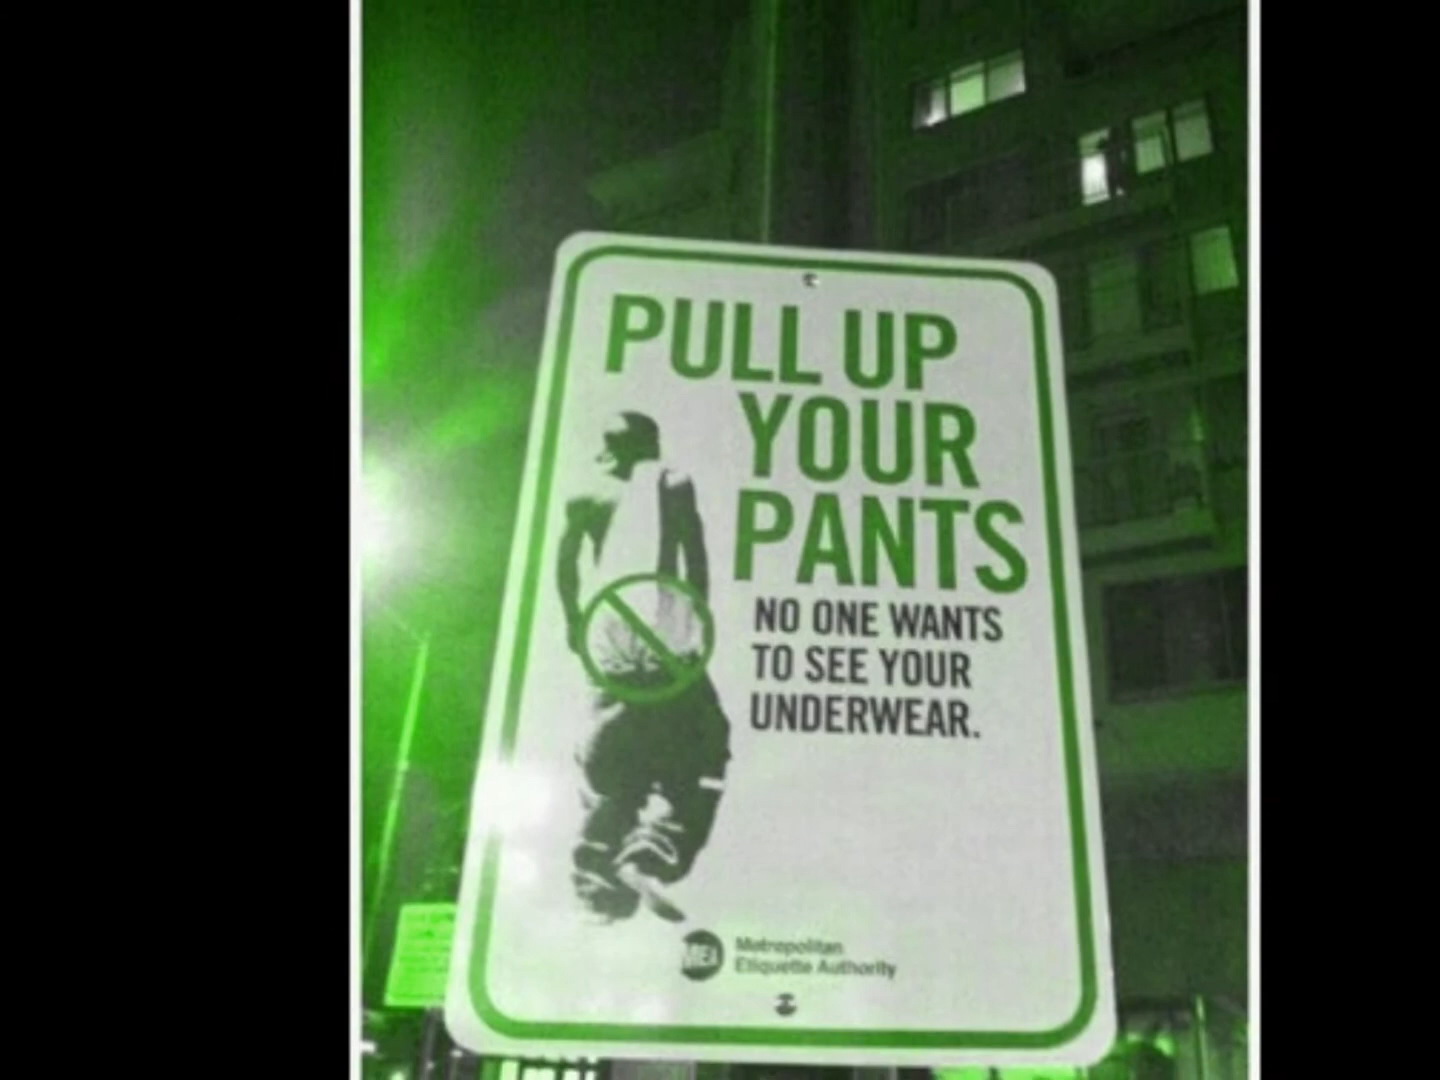 PULL UP
YOUR
PANTS
NO ONE WANTS
TO SEE YOUR
UNDERWEAR.
MEA
Metropolitan
Etiquette Authority